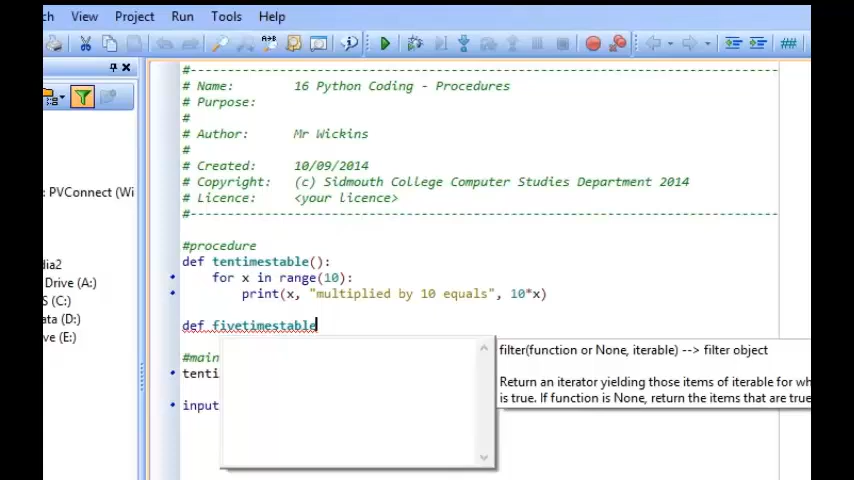 ch View Project Run Tools Help
#
# Name: 16 Python Coding - Procedures
# Purpose:
#
# Author: Mr Wickins
#
# Created: 10/09/2014
# Copyright: (c) Sidmouth College Computer Studies Department 2014
# Licence: <your licence>
#
PVConnect (Wi
dia2
Drive (A:)
S (C:)
ata (D:)
ve (E:)
#procedure
def tentimestable():
for x in range(10):
print(x, "multiplied by 10 equals", 10*x)
def fivetimestable
#main
tenti
input
filter(function or None, iterable) --> filter object
Return an iterator yielding those items of iterable for wh
is true. If function is None, return the items that are true